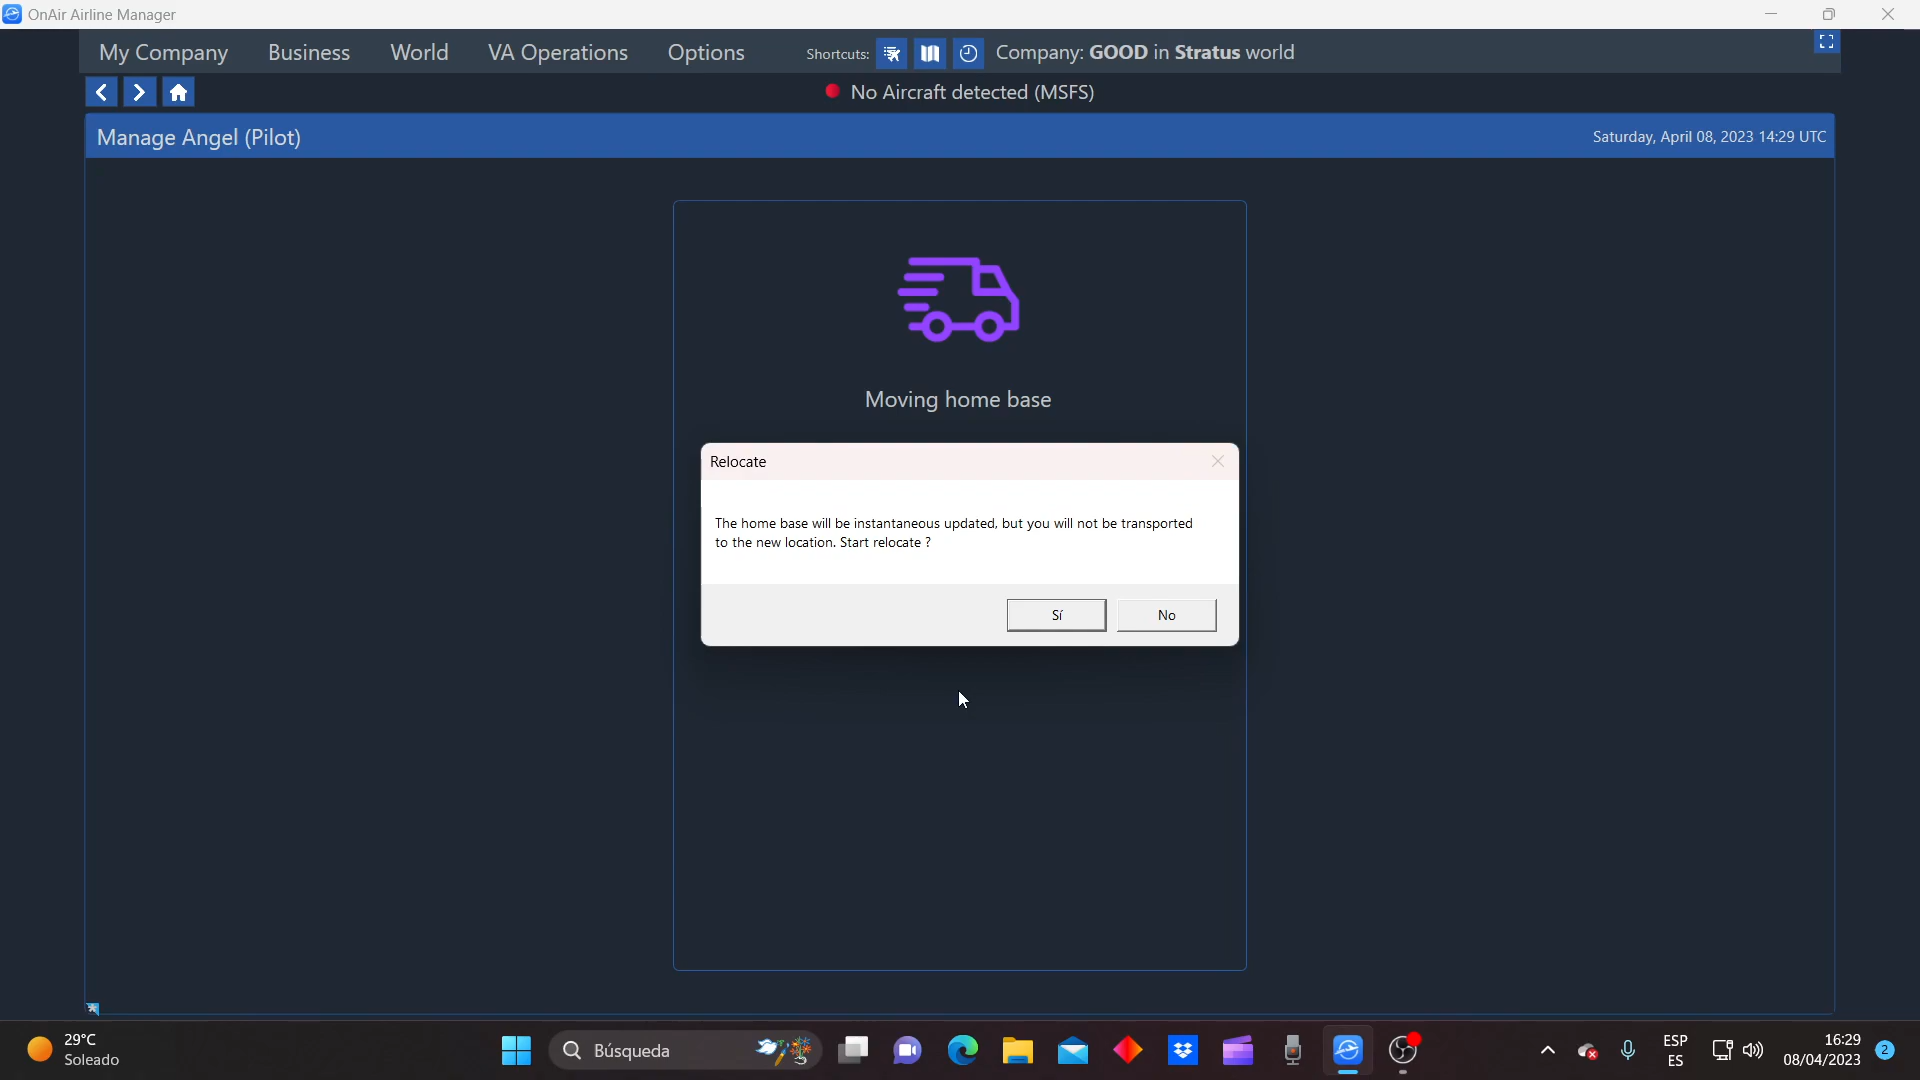 OnAir Airline Manager
My Company Business World VA Operations Options Shortcuts: Company: GOOD in Stratus world
No Aircraft detected (MSFS)
Manage Angel (Pilot) Saturday, April 08, 2023 14:29 UTC
Moving home base
Relocate
The home base will be instantaneous updated, but you will not be transported
to the new location. Start relocate ?
Sí No
29°C
Soleado
Búsqueda
ESP
ES
16:29
08/04/2023
2